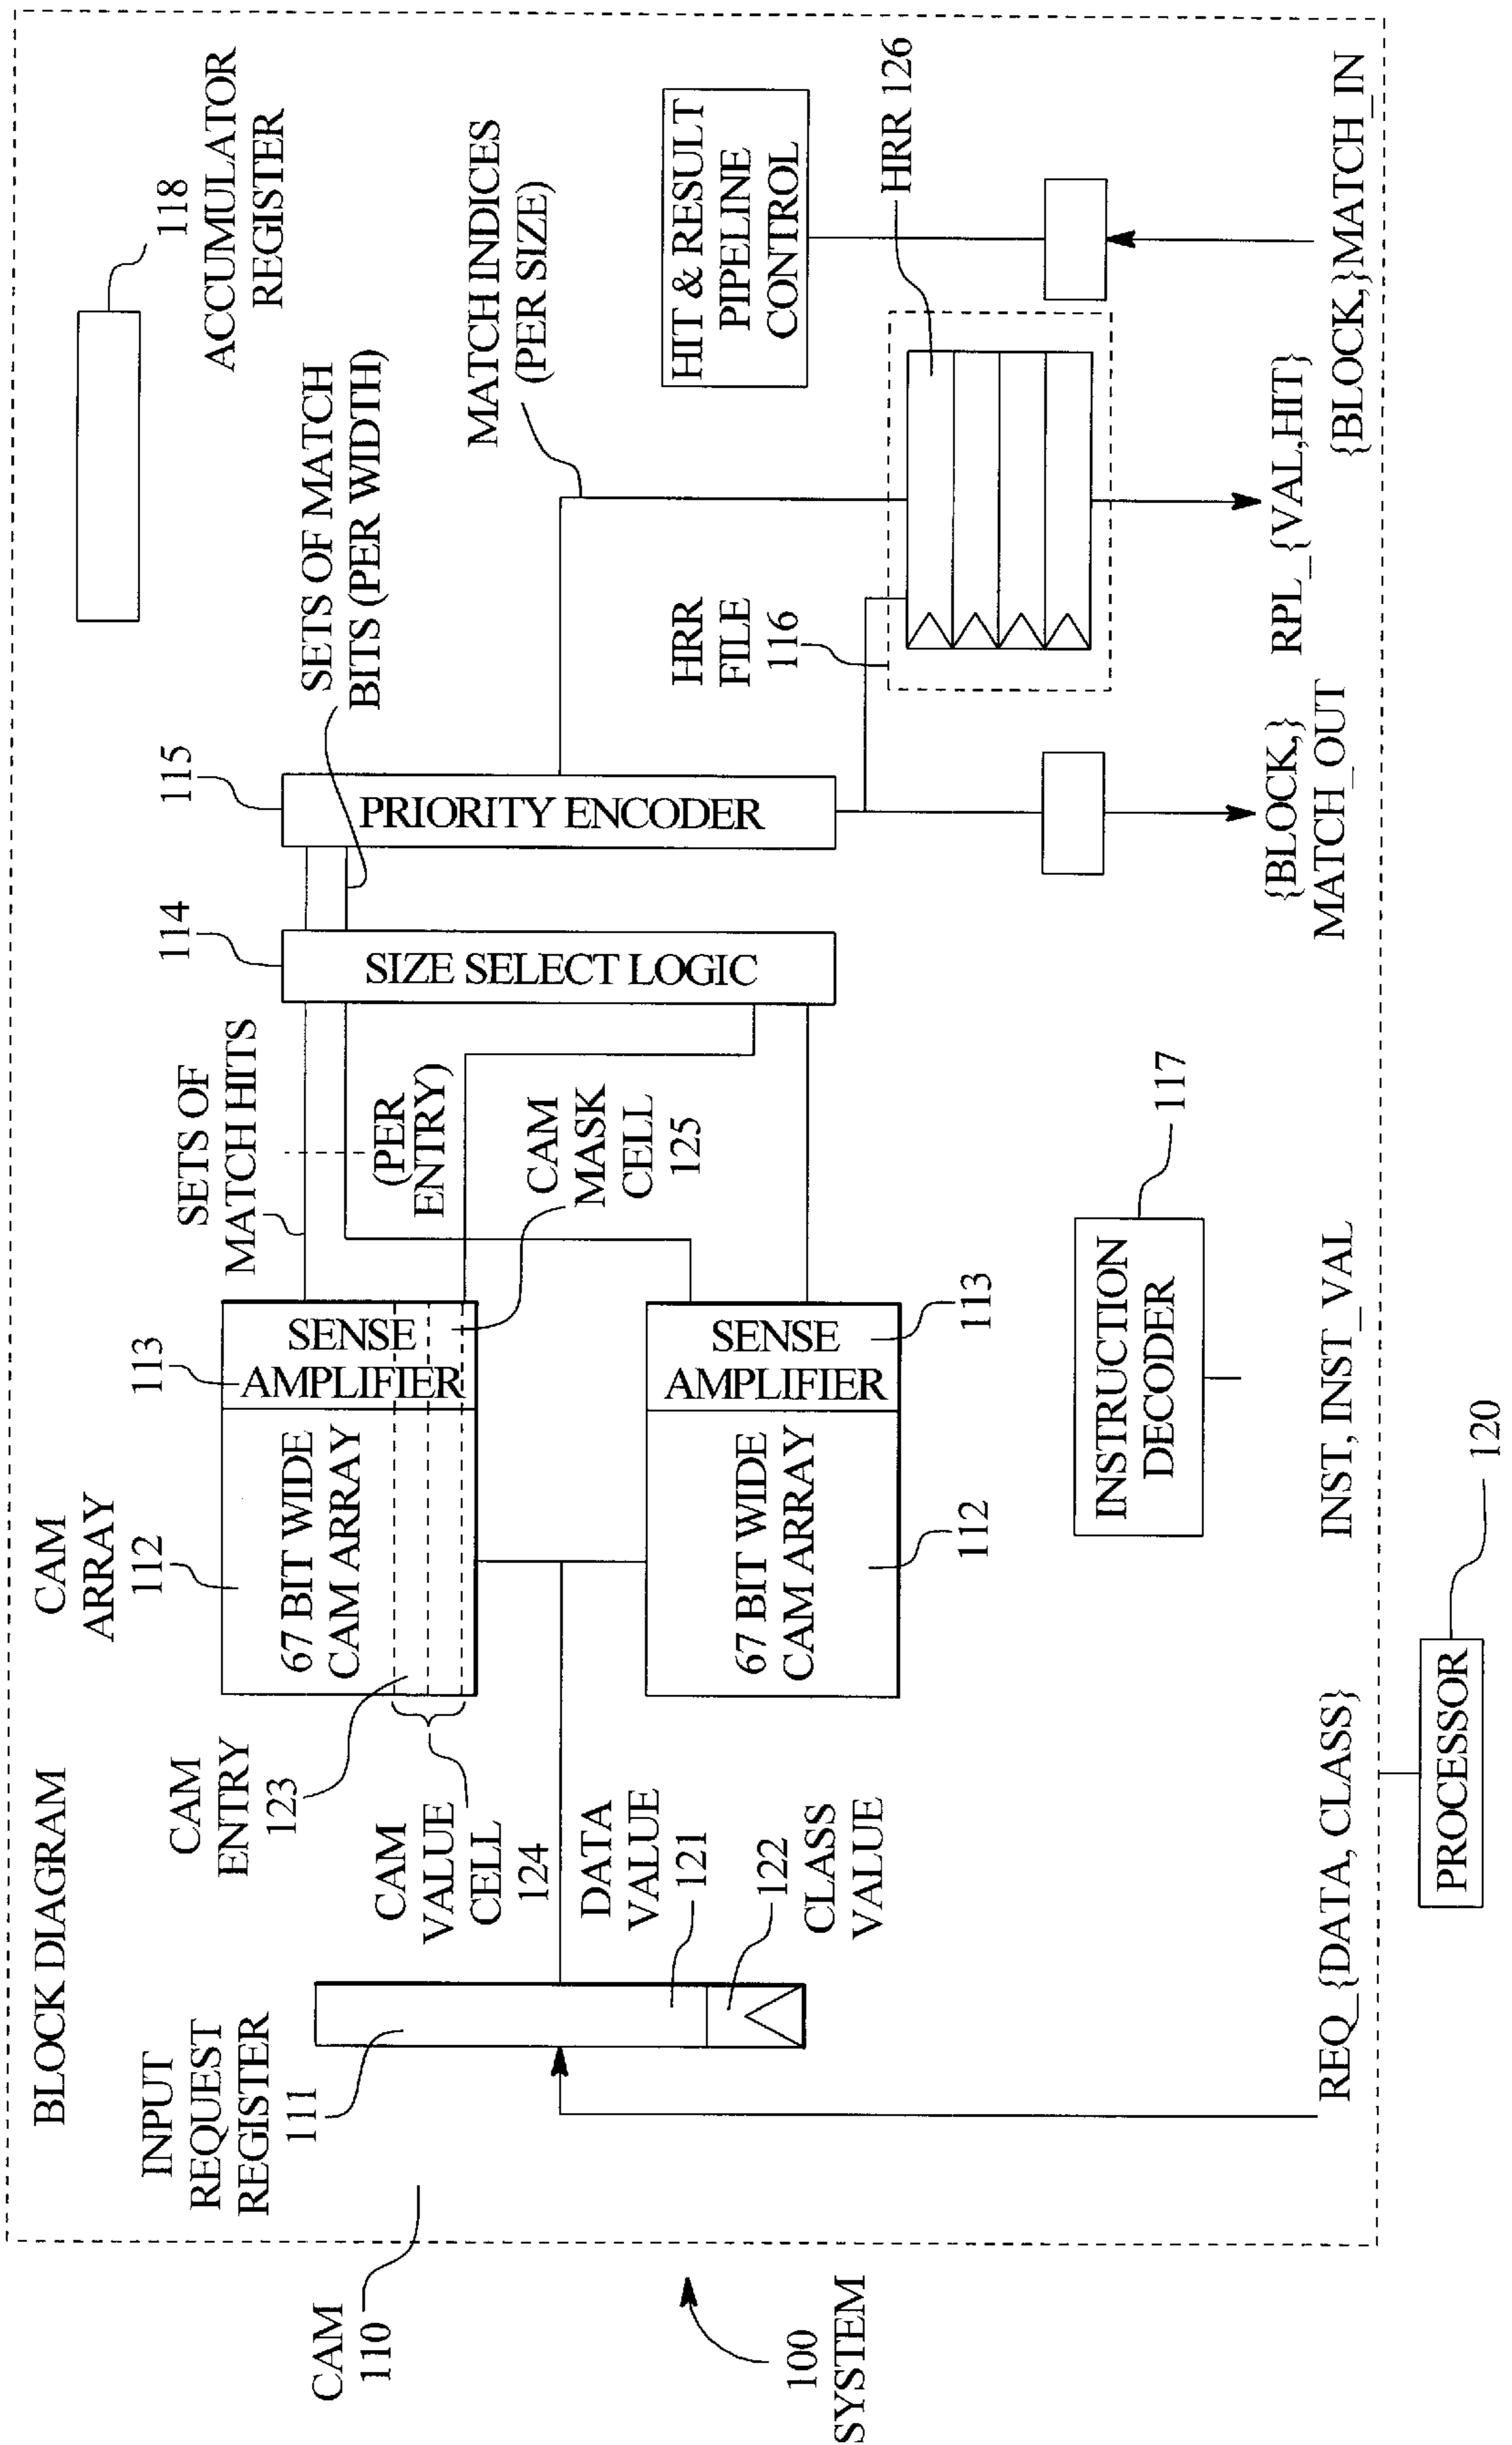 BLOCK DIAGRAM
CAM
ARRAY
112
118
ACCUMULATOR
REGISTER
INPUT
REQUEST
REGISTER
111
CAM
ENTRY
123
113
SETS OF
MATCH HITS
114
115
SETS OF MATCH
BITS (PER WIDTH)
67 BIT WIDE
CAM ARRAY
SENSE
AMPLIFIER
(PER
ENTRY)
SIZE SELECT LOGIC
PRIORITY ENCODER
MATCH INDICES
(PER SIZE)
CAM
VALUE
CELL
124
CAM
MASK
CELL
125
CAM
110
DATA
VALUE
121
HRR
FILE
116
HIT & RESULT
PIPELINE
CONTROL
67 BIT WIDE
CAM ARRAY
SENSE
AMPLIFIER
122
CLASS
VALUE
112
113
HRR 126
100
SYSTEM
INSTRUCTION
DECODER
117
REQ_{DATA, CLASS}
INST, INST_VAL
{BLOCK,}
MATCH_OUT
RPL_{VAL,HIT}
{BLOCK,}MATCH_IN
PROCESSOR
120